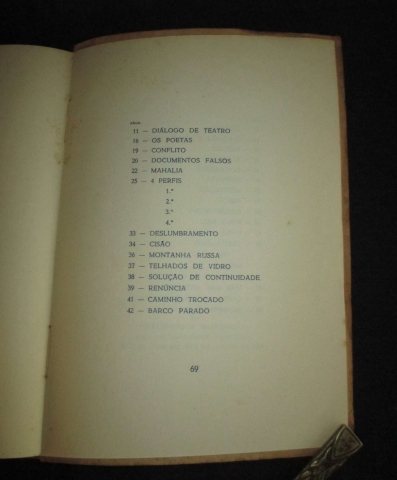 11 — DIÁLOGO DE TEATRO
18 — OS POETAS
19 — CONFLITO
20 — DOCUMENTOS FALSOS
22 — MAHALIA
25 — 4 PERFIS
1.º
2.º
3.º
4.º
33 — DESLUMBRAMENTO
34 — CISÃO
36 — MONTANHA RUSSA
37 — TELHADOS DE VIDRO
38 — SOLUÇÃO DE CONTINUIDADE
39 — RENÚNCIA
41 — CAMINHO TROCADO
42 — BARCO PARADO
69